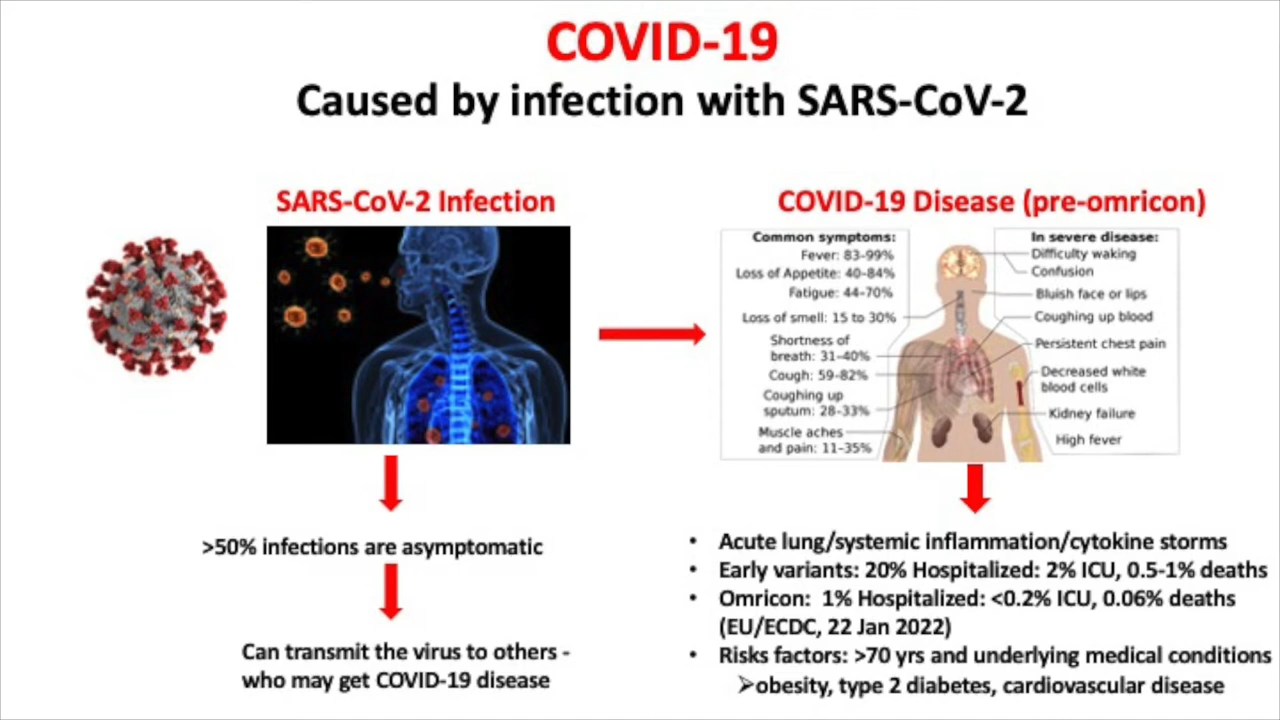 COVID-19
Caused by infection with SARS-CoV-2
SARS-CoV-2 Infection
>50% infections are asymptomatic
Can transmit the virus to others -
who may get COVID-19 disease
COVID-19 Disease (pre-omricon)
Common symptoms:
Fever: 83-99%
Loss of Appetite: 40-84%
Fatigue: 44-70%
Loss of smell: 15 to 30%
Shortness of
breath: 31-40%
Cough: 59-82%
Coughing up
sputum: 28-33%
Muscle aches
and pain: 11-35%
In severe disease:
Difficulty waking
Confusion
Bluish face or lips
Coughing up blood
Persistent chest pain
Decreased white
blood cells
Kidney failure
High fever
• Acute lung/systemic inflammation/cytokine storms
• Early variants: 20% Hospitalized: 2% ICU, 0.5-1% deaths
• Omricon: 1% Hospitalized: <0.2% ICU, 0.06% deaths
(EU/ECDC, 22 Jan 2022)
• Risks factors: >70 yrs and underlying medical conditions
➢obesity, type 2 diabetes, cardiovascular disease